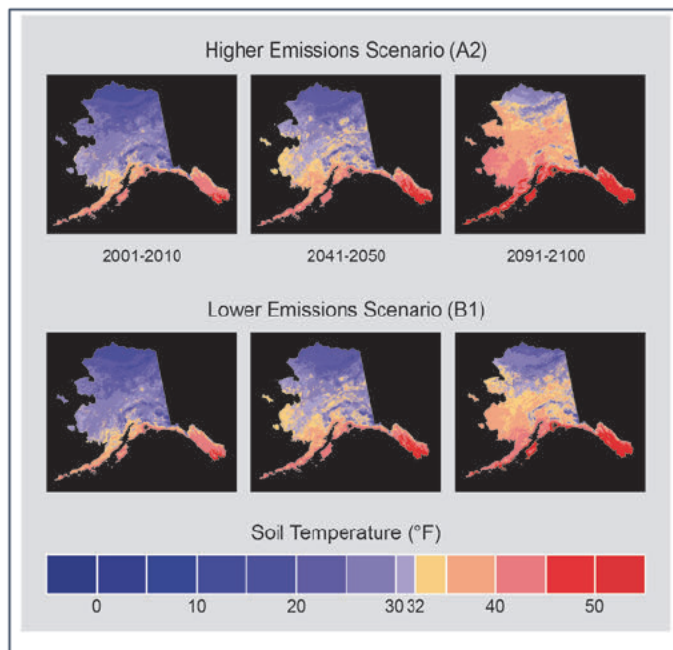 Higher Emissions Scenario (A2)
2001-2010 2041-2050 2091-2100
Lower Emissions Scenario (B1)
Soil Temperature (°F)
0 10 20 30 32 40 50